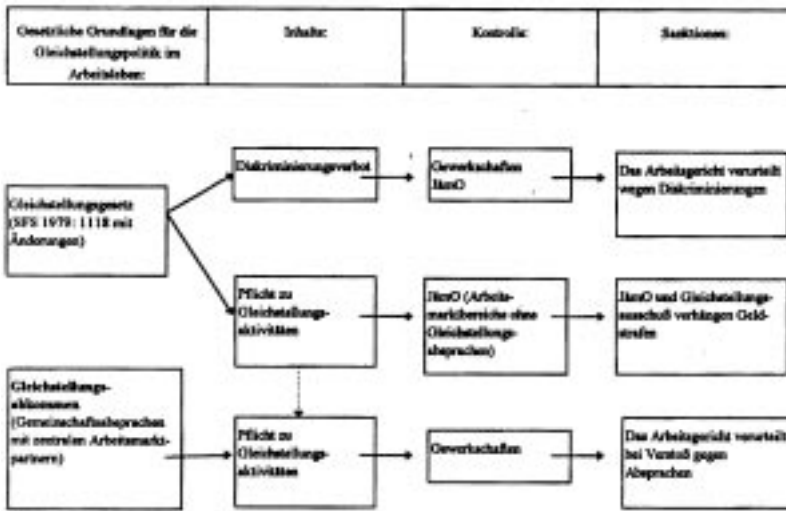 Gesetzliche Grundlagen für die
Gleichstellungspolitik im
Arbeitsleben:
Inhalte:
Kontrolle:
Sanktionen:
Gleichstellungsgesetz
(SFS 1979: 1118 mit
Änderungen)
Diskriminierungsverbot
Gewerkschaften
JämO
Das Arbeitsgericht verurteilt
wegen Diskriminierungen
Pflicht zu
Gleichstellungs-
aktivitäten
JämO (Arbeits-
marktbereiche ohne
Gleichstellungs-
absprachen)
JämO und Gleichstellungs-
ausschuß verhängen Geld-
strafen
Gleichstellungs-
abkommen
(Gemeinschaftsabsprachen
mit zentralen Arbeitsmarkt-
partnern)
Pflicht zu
Gleichstellungs-
aktivitäten
Gewerkschaften
Das Arbeitsgericht verurteilt
bei Verstoß gegen
Absprachen